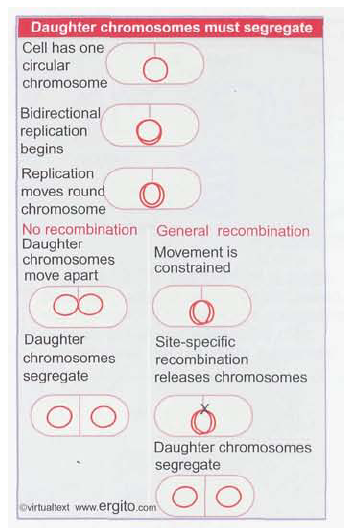 Daughter chromosomes must segregate
Cell has one
circular
chromosome
Bidirectional
replication
begins
Replication
moves round
chromosome
No recombination
Daughter
chromosomes
move apart
Daughter
chromosomes
segregate
General recombination
Movement is
constrained
Site-specific
recombination
releases chromosomes
X
Daughter chromosomes
segregate
©virtualtext www.ergito.com